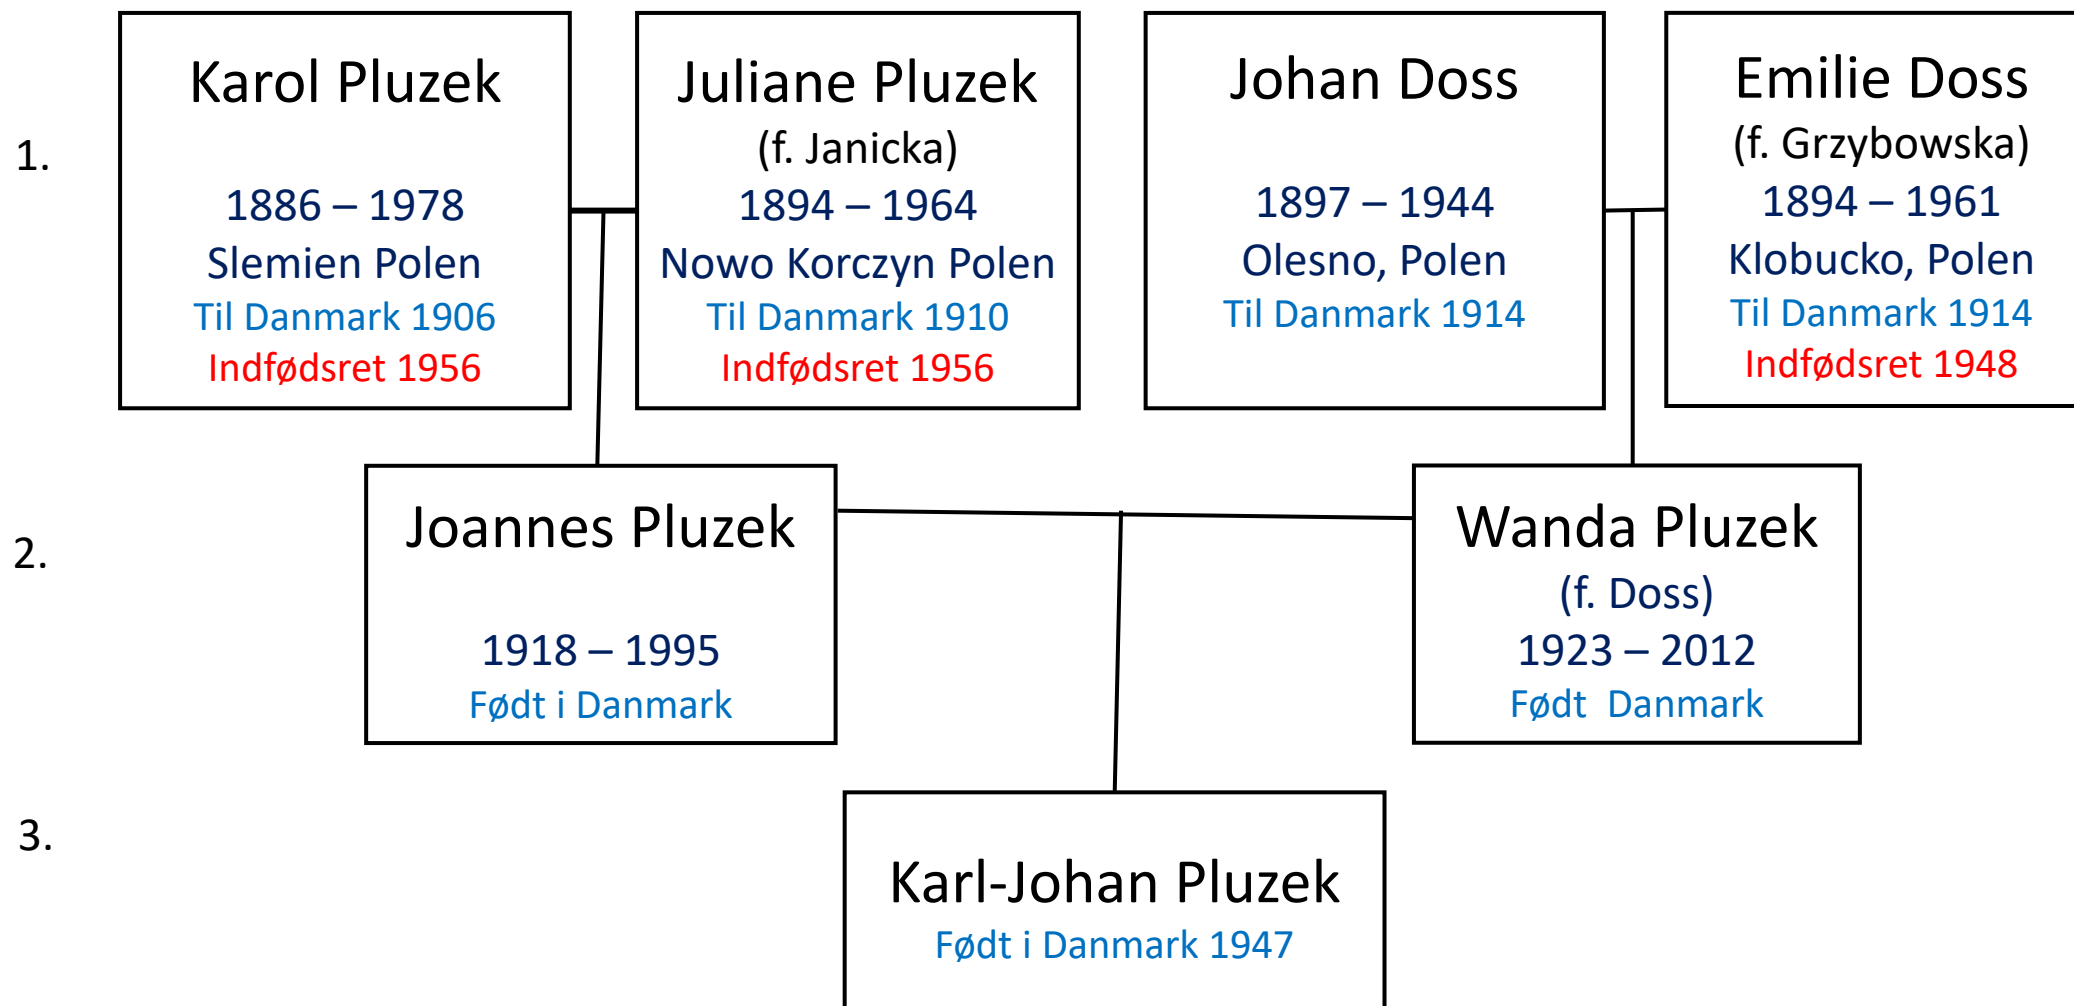 1.
Karol Pluzek
1886 – 1978
Slemien Polen
Til Danmark 1906
Indfødsret 1956
Juliane Pluzek
(f. Janicka)
1894 – 1964
Nowo Korczyn Polen
Til Danmark 1910
Indfødsret 1956
Johan Doss
1897 – 1944
Olesno, Polen
Til Danmark 1914
Emilie Doss
(f. Grzybowska)
1894 – 1961
Klobucko, Polen
Til Danmark 1914
Indfødsret 1948
2.
Joannes Pluzek
1918 – 1995
Født i Danmark
Wanda Pluzek
(f. Doss)
1923 – 2012
Født  Danmark
3.
Karl-Johan Pluzek
Født i Danmark 1947